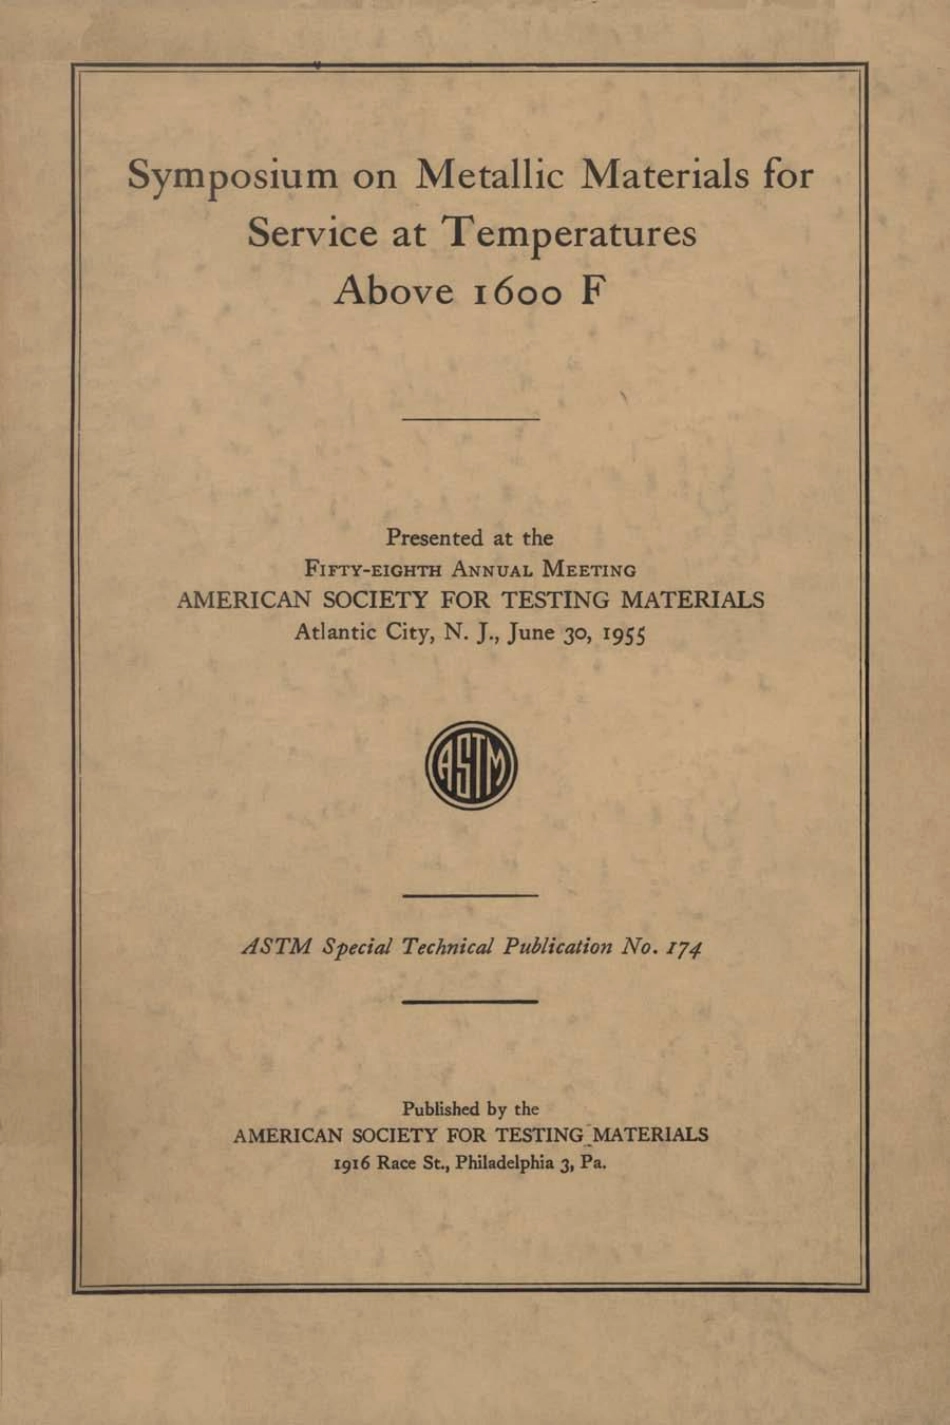 Symposium on Metallic Materials for
Service at Temperatures
Above 1600 F
Presented at the
Fifty-eighth Annual Meeting
AMERICAN SOCIETY FOR TESTING MATERIALS
Atlantic City, N. J., June 30, 1955
ASTM
ASTM Special Technical Publication No. 174
Published by the
AMERICAN SOCIETY FOR TESTING MATERIALS
1916 Race St., Philadelphia 3, Pa.